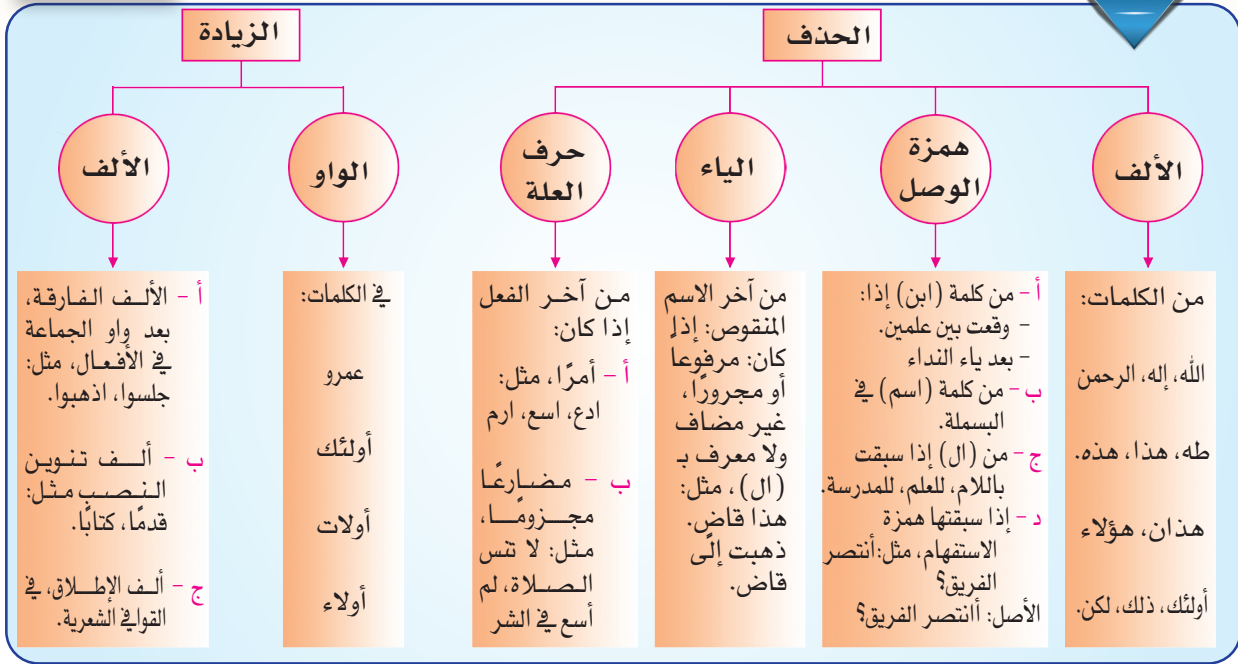 الحذف
الزيادة
الألف
همزة
الوصل
الياء
حرف
العلة
الواو
الألف
من الكلمات:
الله، إله، الرحمن
طه، هذا، هذه.
هذان، هؤلاء
أولئك، ذلك، لكن.
أ - من كلمة (ابن) إذا:
- وقعت بين علمين.
- بعد ياء النداء
ب - من كلمة (اسم) في
البسملة.
ج - من (ال) إذا سبقت
باللام، للعلم، للمدرسة.
د - إذا سبقتها همزة
الاستفهام، مثل: أنتصر
الفريق؟
الأصل: أانتصر الفريق؟
من آخر الاسم
المنقوص: إذا
كان: مرفوعا
أو مجرورًا،
غير مضاف
ولا معرف بـ
(ال)، مثل:
هذا قاضٍ.
ذهبت إلى
قاض.
من آخر الفعل
إذا كان:
أ - أمرًا، مثل:
ادع، اسع، ارم
ب - مضارعًا
مجزومًا،
مثل: لا تنس
الصلاة، لم
أسع في الشر
في الكلمات:
عمرو
أولئك
أولات
أولاء
أ - الألف الفارقة،
بعد واو الجماعة
في الأفعال، مثل:
جلسوا، اذهبوا.
ب - ألف تنوين
النصب مثل:
قدمًا، كتابًا.
ج - ألف الإطلاق، في
القوافي الشعرية.